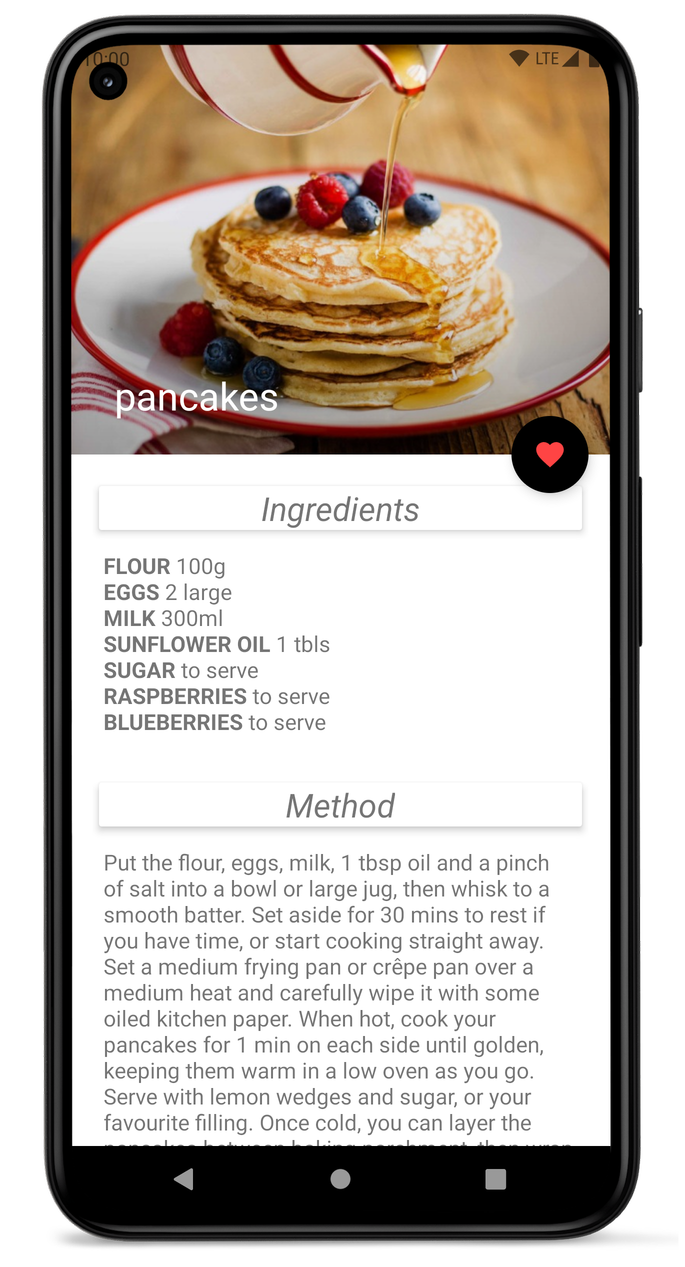 10:00
LTE
pancakes
Ingredients
FLOUR 100g
EGGS 2 large
MILK 300ml
SUNFLOWER OIL 1 tbls
SUGAR to serve
RASPBERRIES to serve
BLUEBERRIES to serve
Method
Put the flour, eggs, milk, 1 tbsp oil and a pinch
of salt into a bowl or large jug, then whisk to a
smooth batter. Set aside for 30 mins to rest if
you have time, or start cooking straight away.
Set a medium frying pan or crêpe pan over a
medium heat and carefully wipe it with some
oiled kitchen paper. When hot, cook your
pancakes for 1 min on each side until golden,
keeping them warm in a low oven as you go.
Serve with lemon wedges and sugar, or your
favourite filling. Once cold, you can layer the
pancakes between baking parchment, then wrap